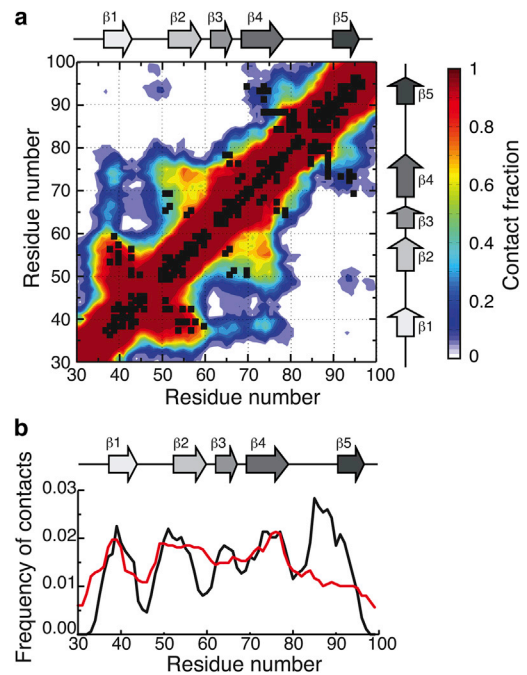 a
β1 β2 β3 β4 β5
100
90
80
70
60
50
40
30
Residue number
30 40 50 60 70 80 90 100
Residue number
β5
β4
β3
β2
β1
1
0.8
0.6
0.4
0.2
0
Contact fraction
b
β1 β2 β3 β4 β5
0.03
0.02
0.01
0.00
Frequency of contacts
30 40 50 60 70 80 90 100
Residue number